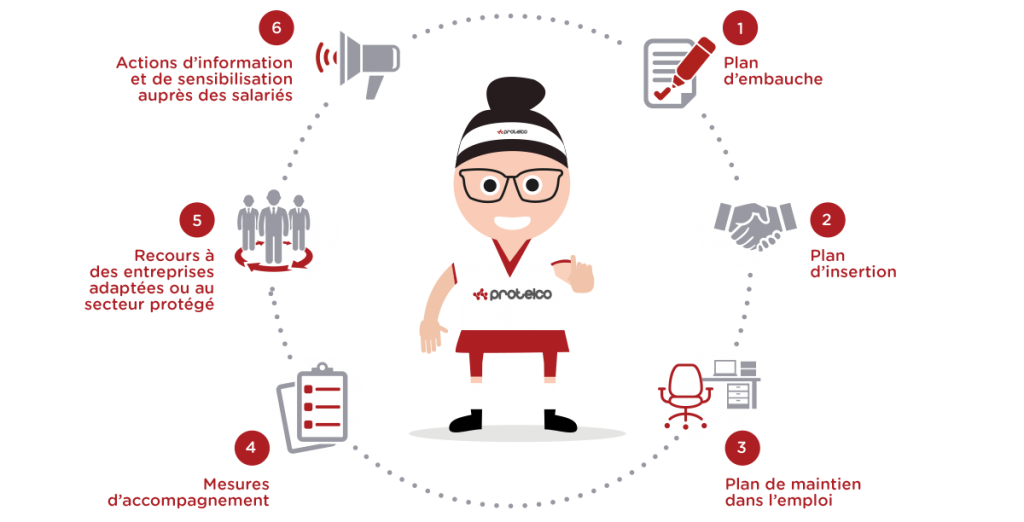 1
Plan
d'embauche
2
Plan
d'insertion
3
Plan de maintien
dans l'emploi
4
Mesures
d'accompagnement
5
Recours à
des entreprises
adaptées ou au
secteur protégé
6
Actions d'information
et de sensibilisation
auprès des salariés
protelco
protelco